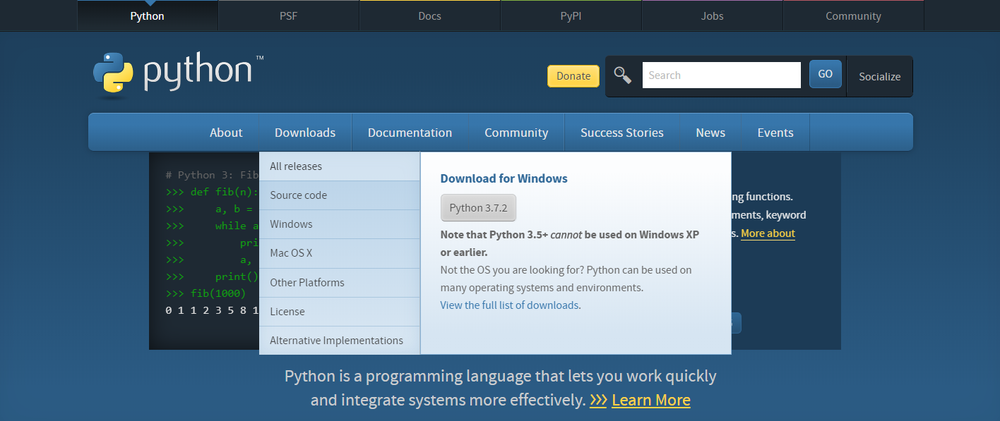 Python PSF Docs PyPI Jobs Community
python™
Donate Search GO Socialize
About Downloads Documentation Community Success Stories News Events
# Python 3: Fib
>>> def fib(n):
>>> a, b =
>>> while a
>>> pri
>>> a,
>>> print()
>>> fib(1000)
0 1 1 2 3 5 8 1
All releases
Source code
Windows
Mac OS X
Other Platforms
License
Alternative Implementations
Download for Windows
Python 3.7.2
Note that Python 3.5+ cannot be used on Windows XP
or earlier.
Not the OS you are looking for? Python can be used on
many operating systems and environments.
View the full list of downloads.
ng functions.
ments, keyword
s. More about
Python is a programming language that lets you work quickly
and integrate systems more effectively. >>> Learn More